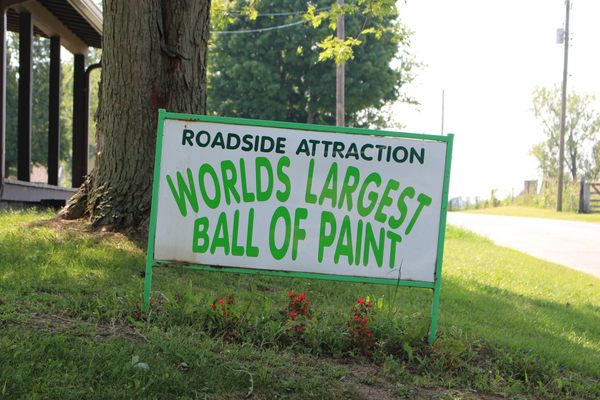 ROADSIDE ATTRACTION
WORLDS LARGEST
BALL OF PAINT